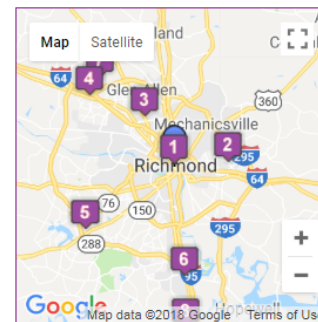 Map Satellite
land
64
4
Glen Allen
3
Mechanicsville
360
1
2
295
Richmond
64
76
5
150
288
295
+
6
95
−
Google
Map data ©2018 Google Terms of Us